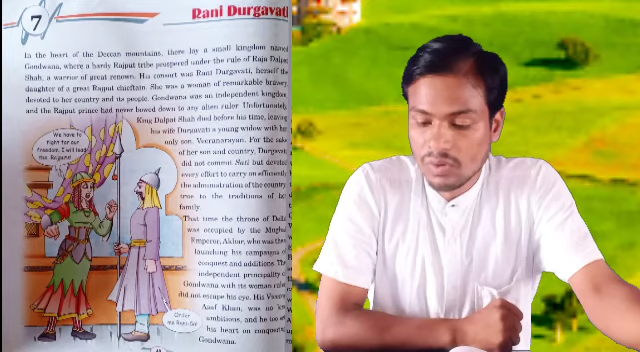 7
Rani Durgavati
In the heart of the Deccan mountains, there lay a small kingdom named
Gondwana, where a hardy Rajput tribe prospered under the rule of Raja Dalpat
Shah, a warrior of great renown. His consort was Rani Durgavati, herself the
daughter of a great Rajput chieftain. She was a woman of remarkable bravery
devoted to her country and its people. Gondwana was an independent kingdom
and the Rajput prince had never bowed down to any alien ruler Unfortunately
King Dalpat Shah died before his time, leaving
his wife Durgavati a young widow with her
only son, Veeranarayan. For the sake
of her son and country, Durgavati
did not commit Sati but devoted
every effort to carry on efficiently
the administration of the country
true to the traditions of her
family.
We have to
fight for our
freedom. I will lead
the
That time the throne of Delhi
was occupied by the Mughal
Emperor, Akbar, who was then
launching his campaigns of
conquest and additions. The
independent principality of
Gondwana with its woman ruler
did not escape his eye. His
Asaf Khan, was no less
ambitious, and he too
his heart on
Gondwana.
Order
me